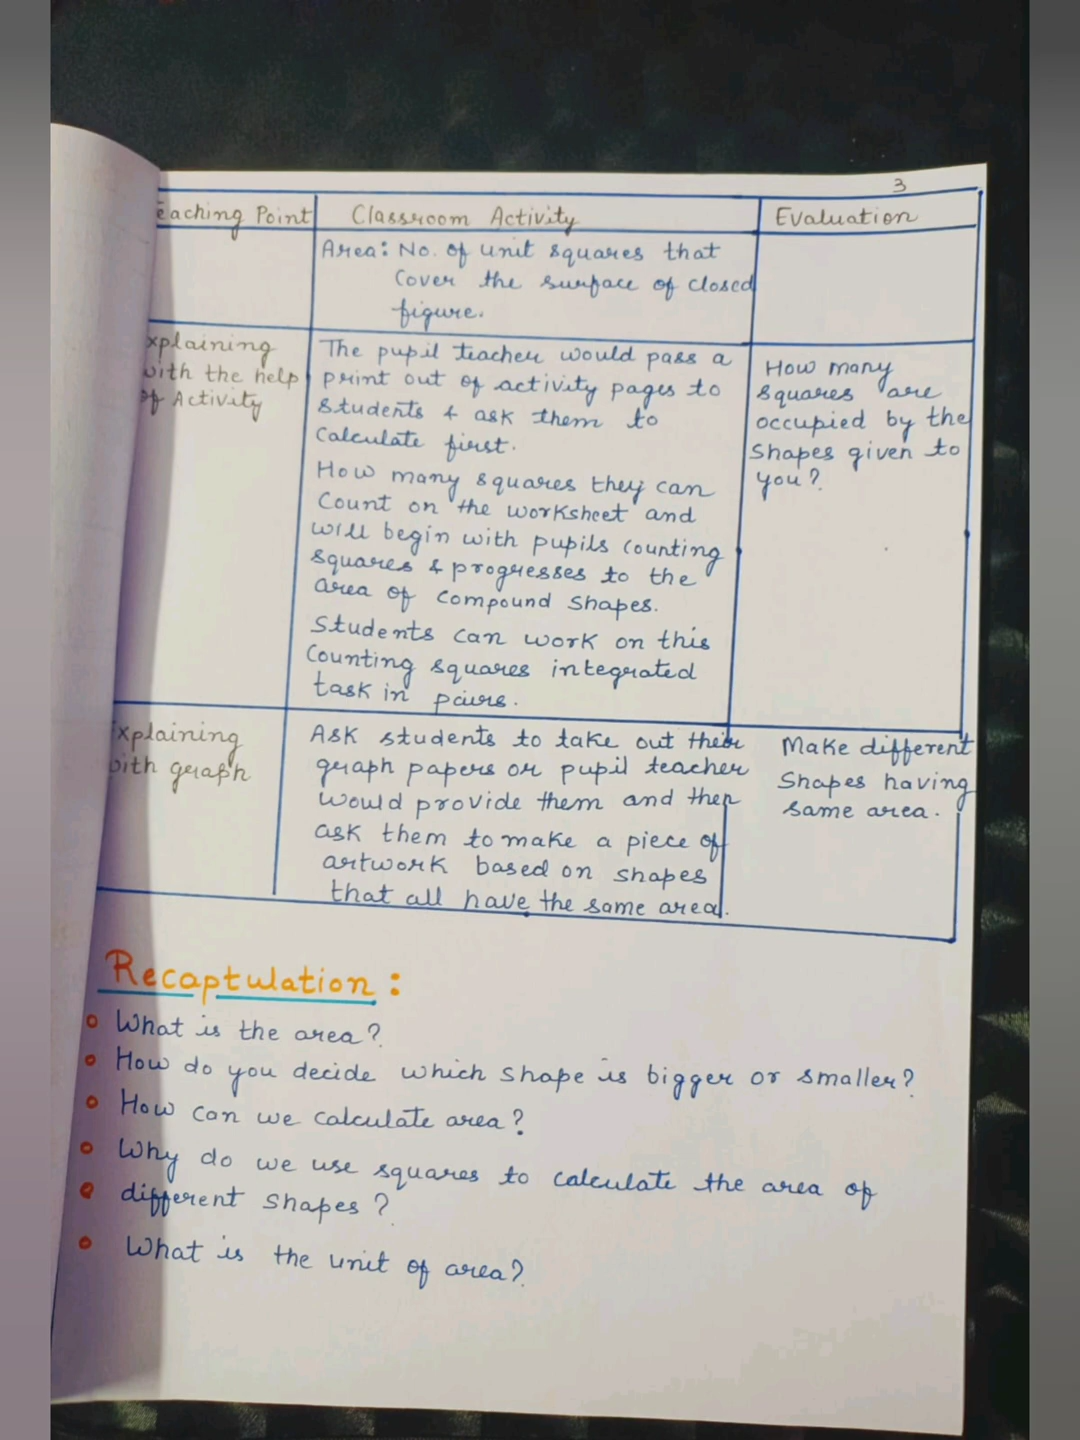 3
eaching Point Classroom Activity Evaluation
Area: No. of unit squares that
cover the surface of closed
figure.
xplaining
with the help
of Activity
The pupil teacher would pass a
print out of activity pages to
students & ask them to
calculate first.
How many squares they can
count on the worksheet and
will begin with pupils counting
squares & progresses to the
area of compound shapes.
Students can work on this
counting squares integrated
task in pairs.
How many
squares are
occupied by the
shapes given to
you?
Explaining
with graph
Ask students to take out their
graph papers or pupil teacher
would provide them and then
ask them to make a piece of
artwork based on shapes
that all have the same area.
Make different
shapes having
same area.
Recaptulation :
What is the area?
How do you decide which shape is bigger or smaller?
How can we calculate area?
Why do we use squares to calculate the area of
different shapes?
What is the unit of area?